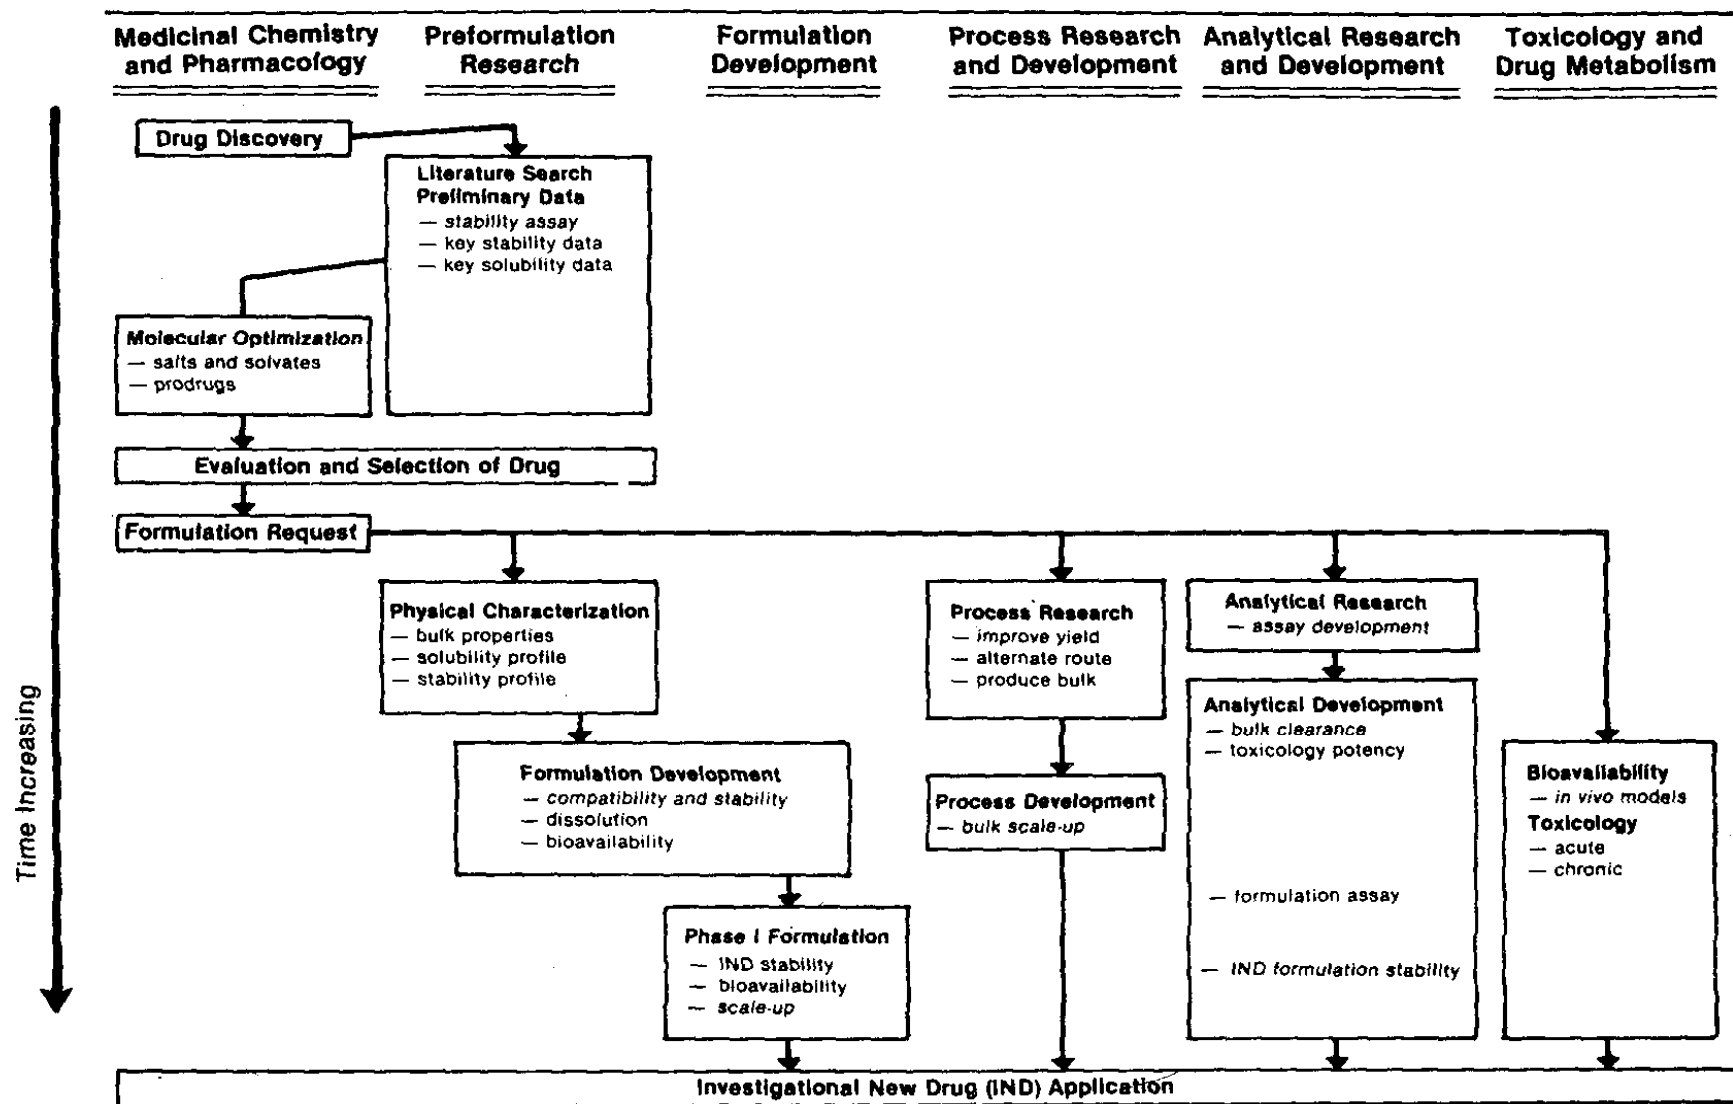 Medicinal Chemistry
and Pharmacology
Preformulation
Research
Formulation
Development
Process Research
and Development
Analytical Research
and Development
Toxicology and
Drug Metabolism
Drug Discovery
Literature Search
Preliminary Data
— stability assay
— key stability data
— key solubility data
Molecular Optimization
— salts and solvates
— prodrugs
Evaluation and Selection of Drug
Formulation Request
Physical Characterization
— bulk properties
— solubility profile
— stability profile
Formulation Development
— compatibility and stability
— dissolution
— bioavailability
Phase I Formulation
— IND stability
— bioavailability
— scale-up
Process Research
— improve yield
— alternate route
— produce bulk
Process Development
— bulk scale-up
Analytical Research
— assay development
Analytical Development
— bulk clearance
— toxicology potency
— formulation assay
— IND formulation stability
Bioavailability
— in vivo models
Toxicology
— acute
— chronic
Time Increasing
Investigational New Drug (IND) Application